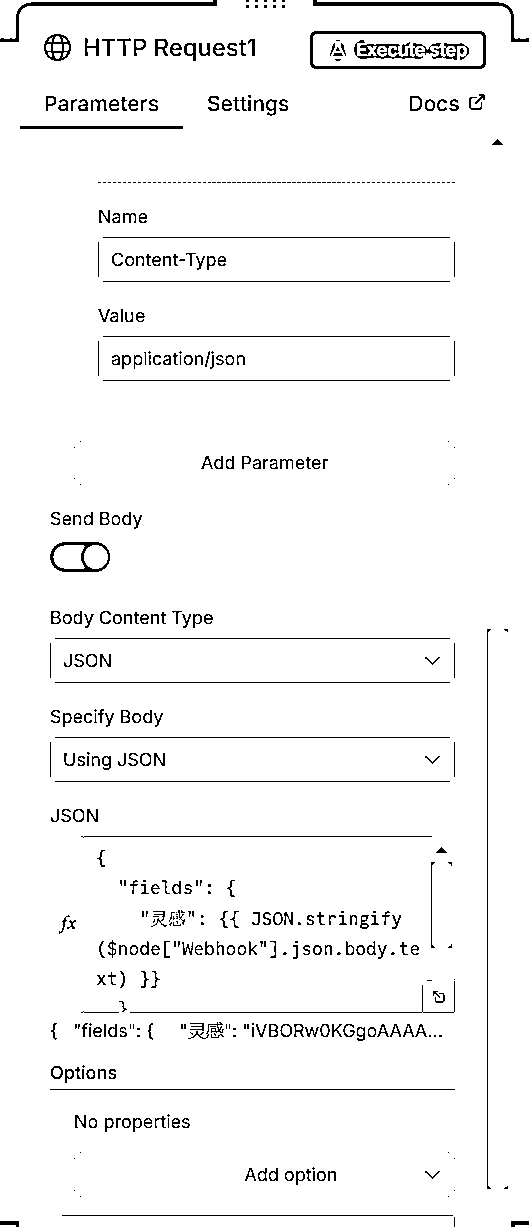 HTTP Request1
Execute step
Parameters Settings Docs
Name
Content-Type
Value
application/json
Add Parameter
Send Body
Body Content Type
JSON
Specify Body
Using JSON
JSON
{
"fields": {
fx
"灵感": {{ JSON.stringify
($node["Webhook"].json.body.te
xt) }}
}
{ "fields": { "灵感": "iVBORw0KGgoAAAA...
Options
No properties
Add option